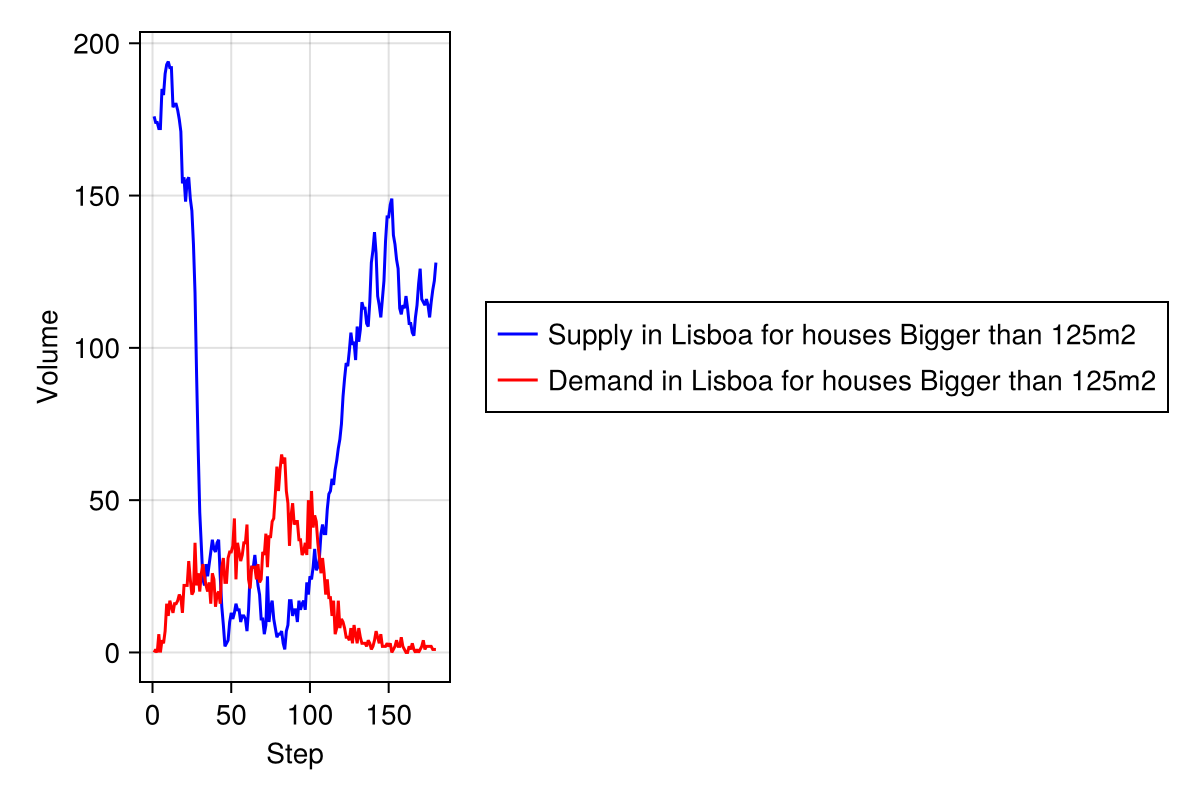 200
150
100
50
0
Volume
0 50 100 150
Step
Supply in Lisboa for houses Bigger than 125m2
Demand in Lisboa for houses Bigger than 125m2